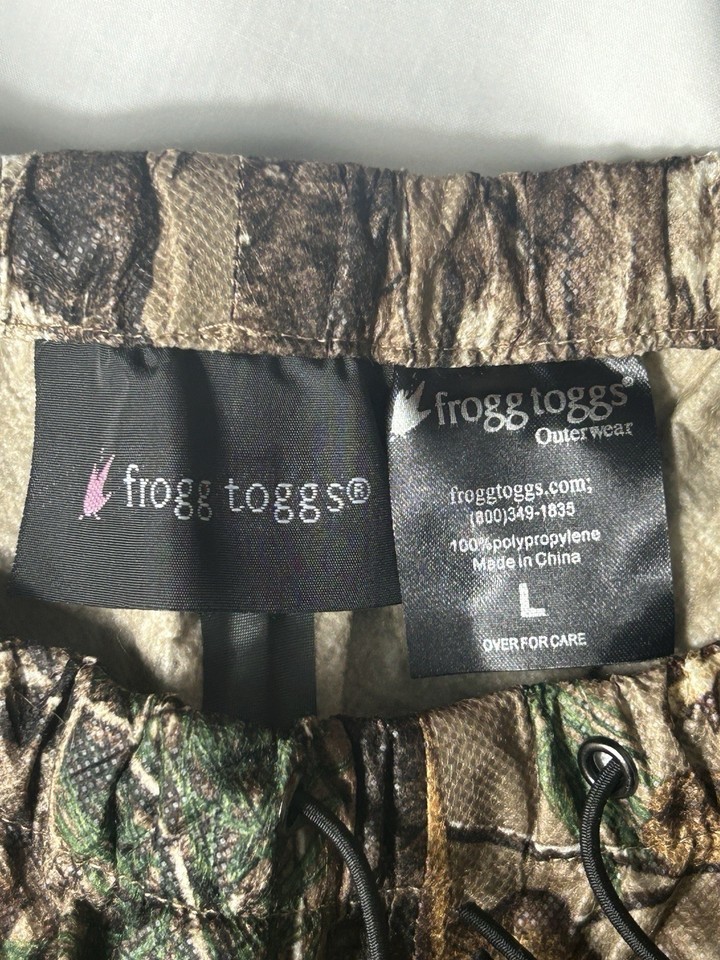 frogg toggs®
frogg toggs®
Outerwear
froggtoggs.com;
(800)349-1835
100%polypropylene
Made in China
L
OVER FOR CARE